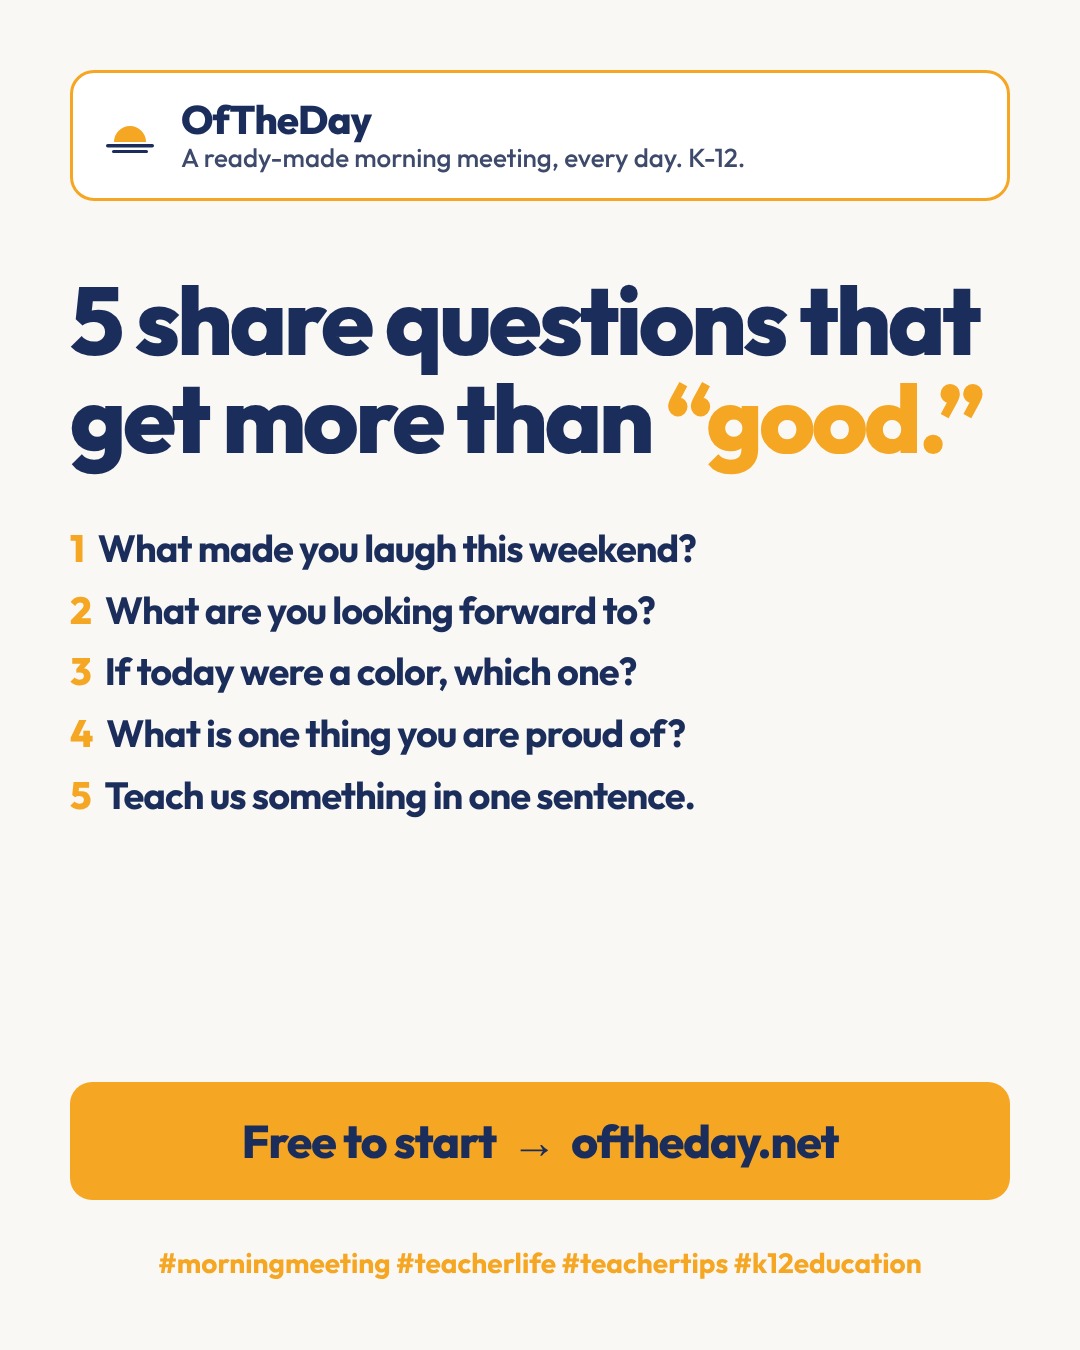 OfTheDay
A ready-made morning meeting, every day. K-12.
5 share questions that
get more than “good.”
1 What made you laugh this weekend?
2 What are you looking forward to?
3 If today were a color, which one?
4 What is one thing you are proud of?
5 Teach us something in one sentence.
Free to start → oftheday.net
#morningmeeting #teacherlife #teachertips #k12education